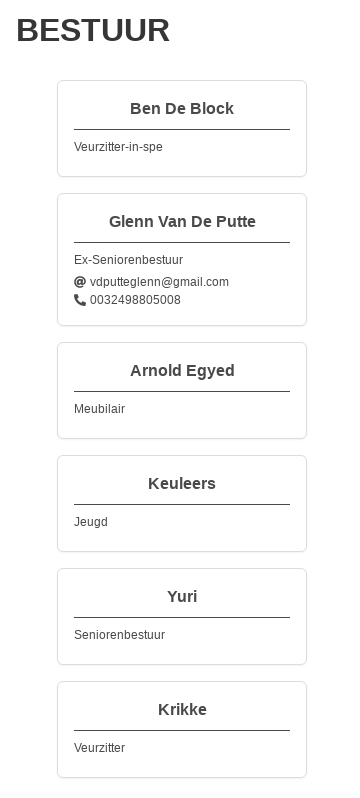 BESTUUR
Ben De Block
Veurzitter-in-spe
Glenn Van De Putte
Ex-Seniorenbestuur
vdputteglenn@gmail.com
0032498805008
Arnold Egyed
Meubilair
Keuleers
Jeugd
Yuri
Seniorenbestuur
Krikke
Veurzitter